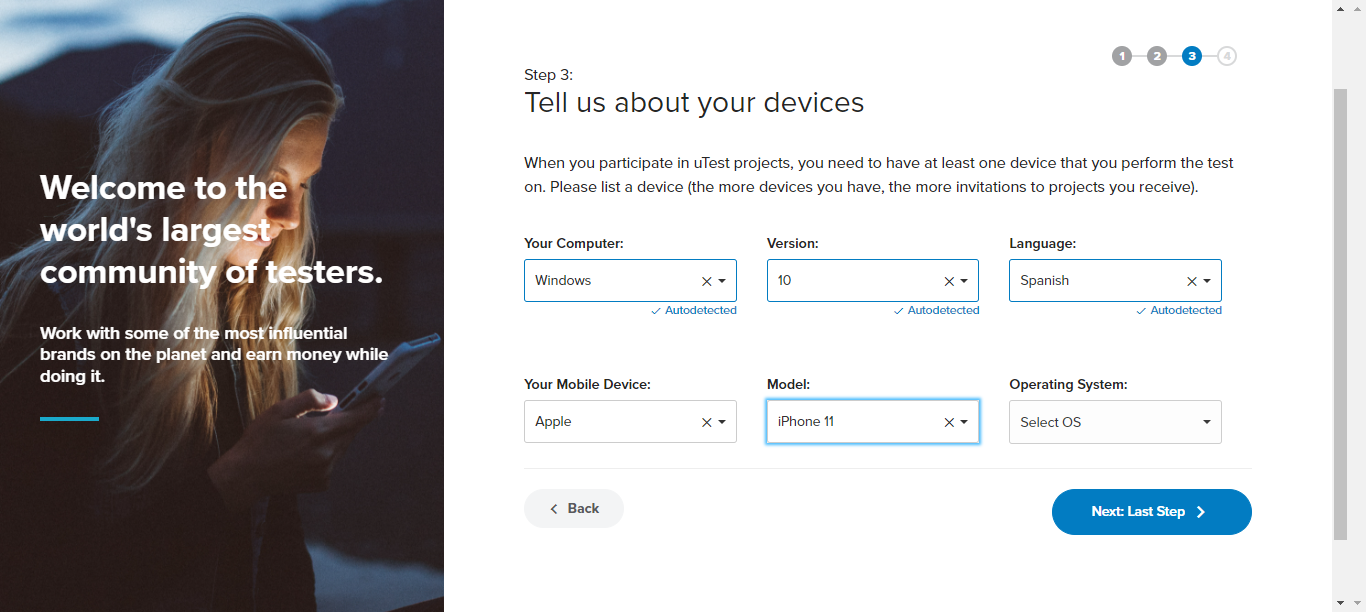 Welcome to the
world's largest
community of testers.
Work with some of the most influential
brands on the planet and earn money while
doing it.
1 2 3 4
Step 3:
Tell us about your devices
When you participate in uTest projects, you need to have at least one device that you perform the test
on. Please list a device (the more devices you have, the more invitations to projects you receive).
Your Computer: Version: Language:
Windows 10 Spanish
Autodetected Autodetected Autodetected
Your Mobile Device: Model: Operating System:
Apple iPhone 11 Select OS
Back Next: Last Step